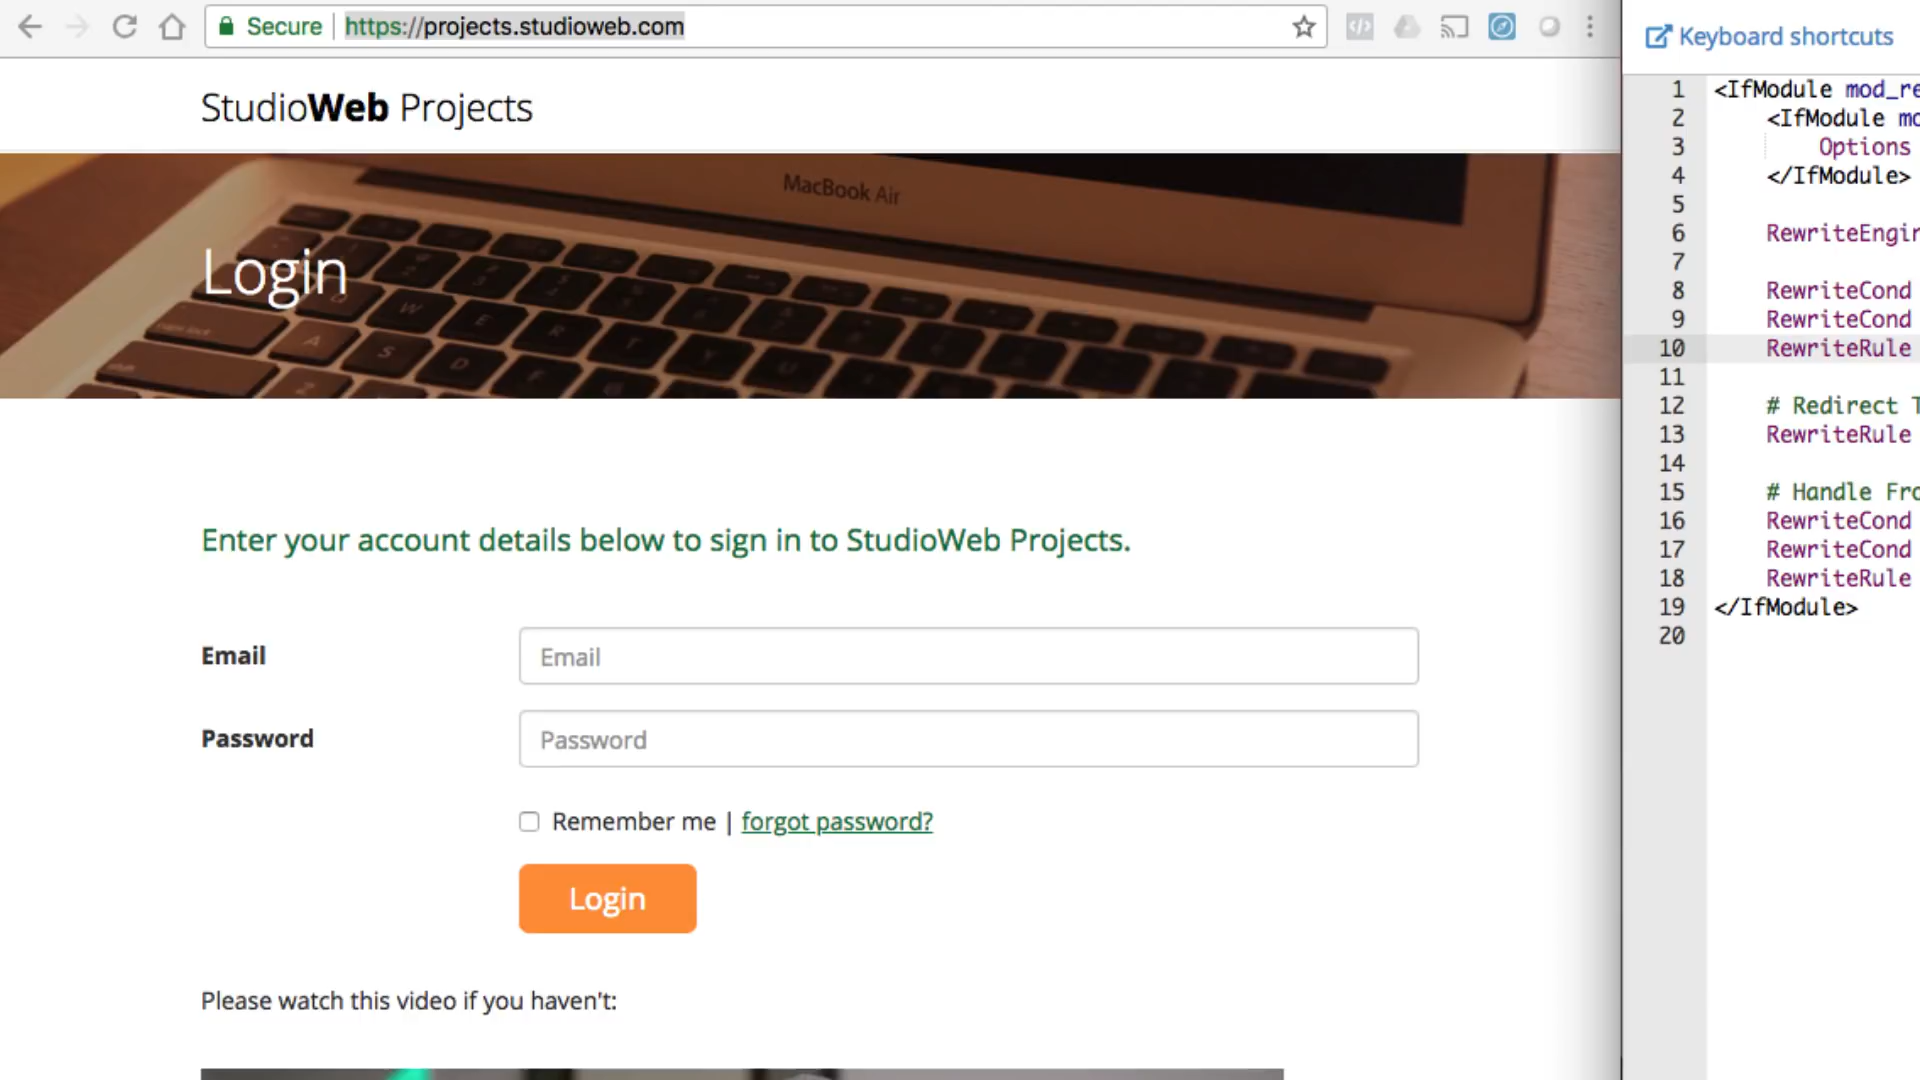 Secure https://projects.studioweb.com
Keyboard shortcuts
StudioWeb Projects
MacBook Air
Login
Enter your account details below to sign in to StudioWeb Projects.
Email Email
Password Password
Remember me | forgot password?
Login
Please watch this video if you haven't:
1 <IfModule mod_re
2 <IfModule mo
3 Options
4 </IfModule>
5
6 RewriteEngin
7
8 RewriteCond
9 RewriteCond
10 RewriteRule
11
12 # Redirect T
13 RewriteRule
14
15 # Handle Fro
16 RewriteCond
17 RewriteCond
18 RewriteRule
19 </IfModule>
20